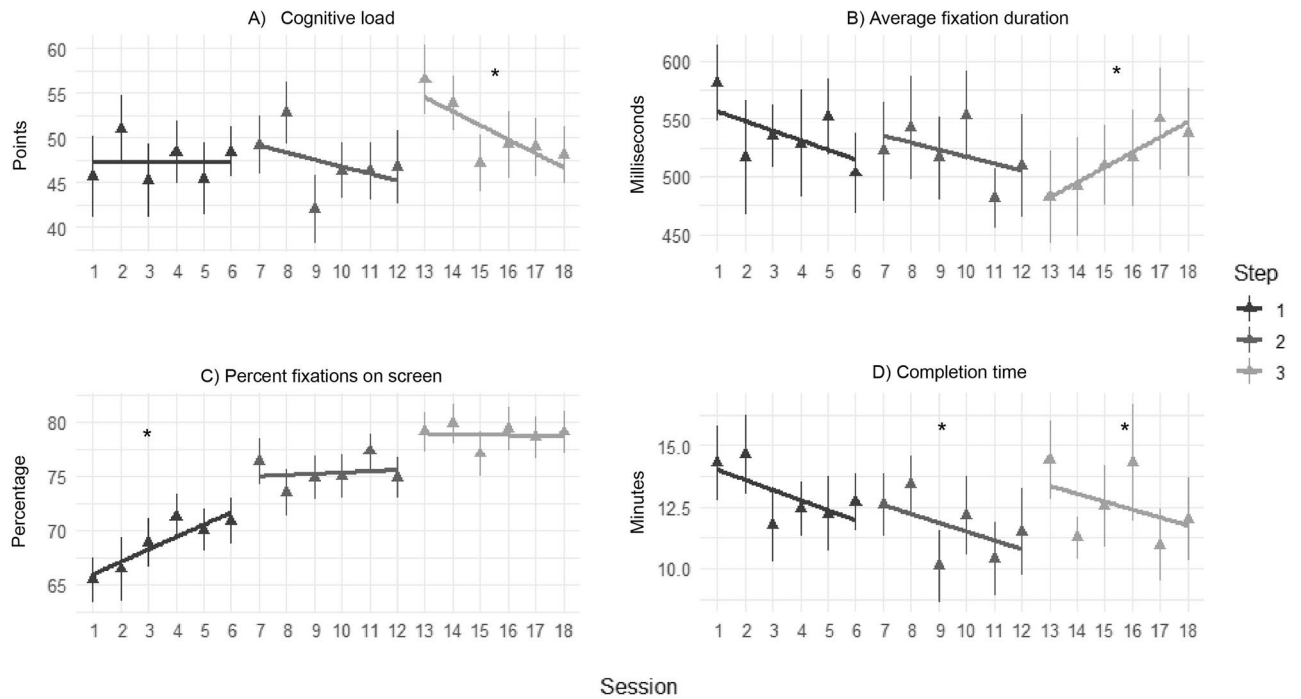 A) Cognitive load
Points
60
55
50
45
40
1 2 3 4 5 6 7 8 9 10 11 12 13 14 15 16 17 18
*
B) Average fixation duration
Milliseconds
600
550
500
450
1 2 3 4 5 6 7 8 9 10 11 12 13 14 15 16 17 18
*
C) Percent fixations on screen
Percentage
80
75
70
65
1 2 3 4 5 6 7 8 9 10 11 12 13 14 15 16 17 18
*
D) Completion time
Minutes
15.0
12.5
10.0
1 2 3 4 5 6 7 8 9 10 11 12 13 14 15 16 17 18
* *
Step
1
2
3
Session